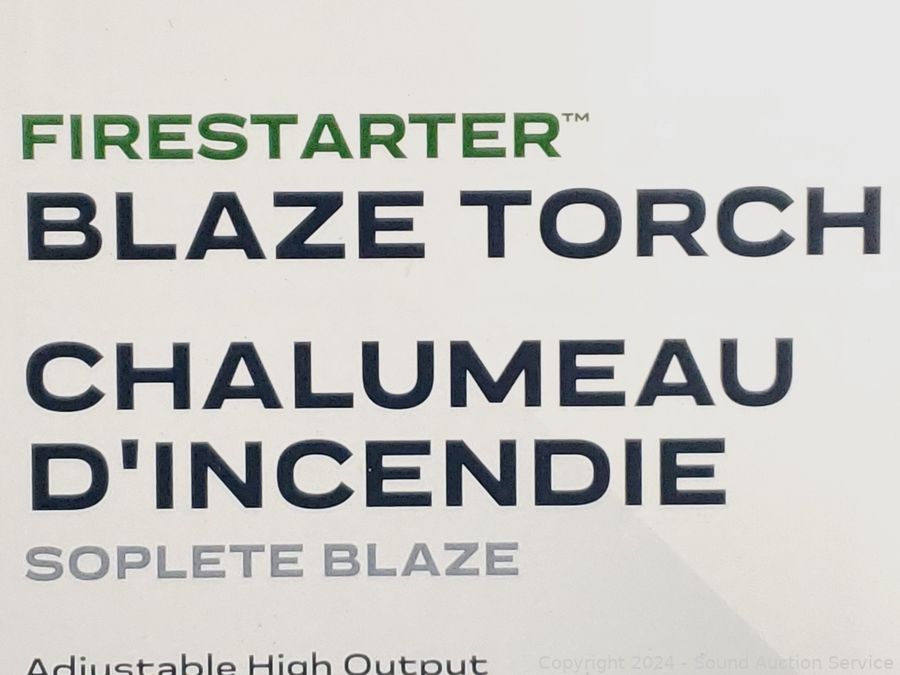 FIRESTARTER™
BLAZE TORCH
CHALUMEAU
D'INCENDIE
SOPLETE BLAZE
Adjustable High Output
Copyright 2024 - Sound Auction Service